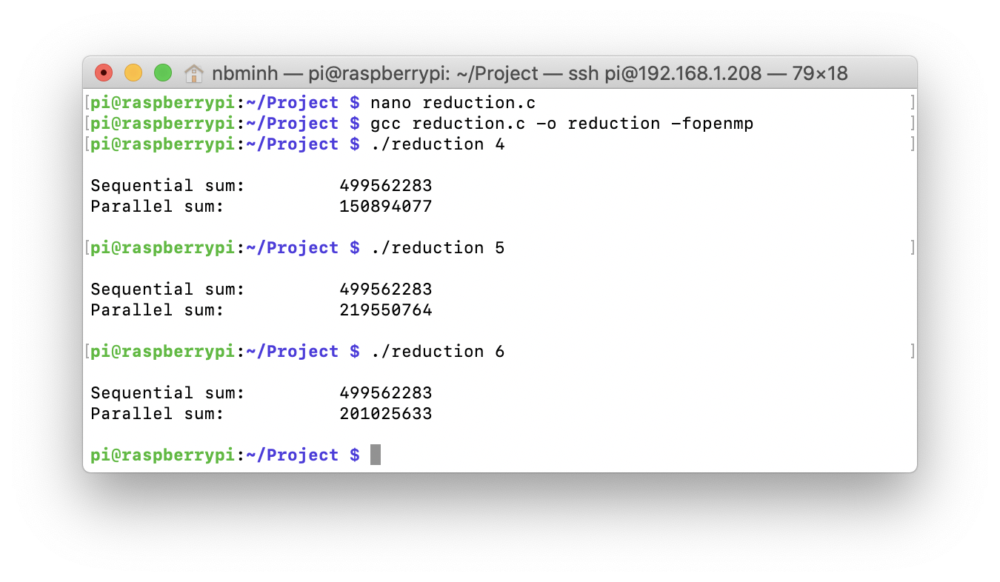 nbminh — pi@raspberrypi: ~/Project — ssh pi@192.168.1.208 — 79×18
[pi@raspberrypi:~/Project $ nano reduction.c ]
[pi@raspberrypi:~/Project $ gcc reduction.c -o reduction -fopenmp ]
[pi@raspberrypi:~/Project $ ./reduction 4 ]
Sequential sum: 499562283
Parallel sum: 150894077
[pi@raspberrypi:~/Project $ ./reduction 5 ]
Sequential sum: 499562283
Parallel sum: 219550764
[pi@raspberrypi:~/Project $ ./reduction 6 ]
Sequential sum: 499562283
Parallel sum: 201025633
pi@raspberrypi:~/Project $